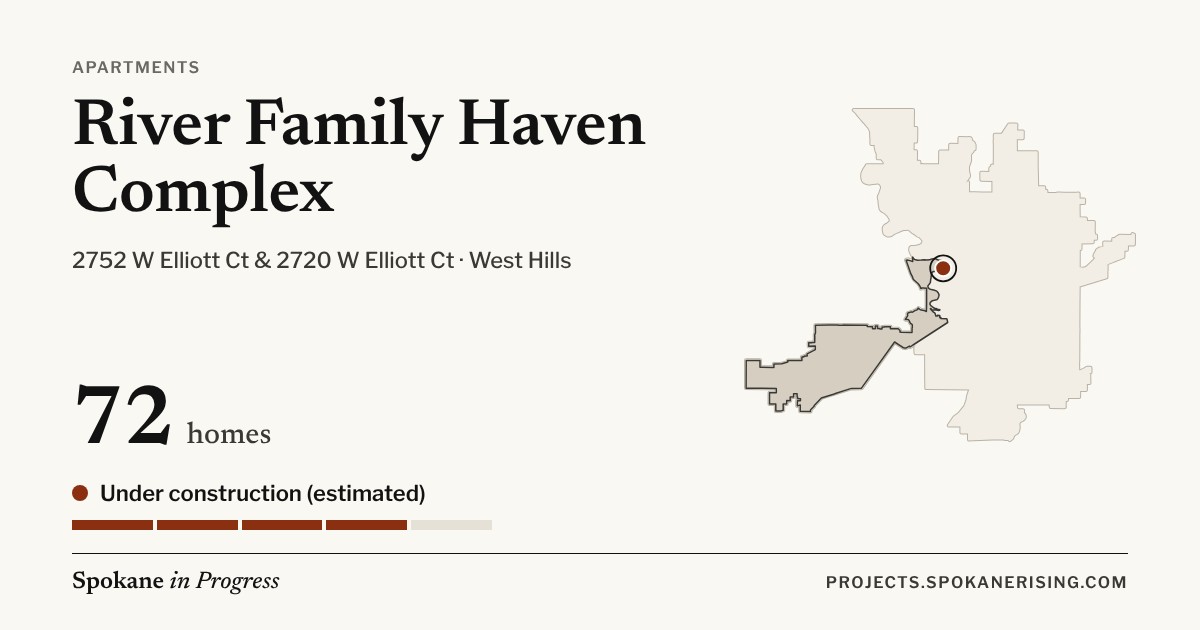 APARTMENTS
River Family Haven
Complex
2752 W Elliott Ct & 2720 W Elliott Ct · West Hills
72 homes
Under construction (estimated)
Spokane in Progress
PROJECTS.SPOKANERISING.COM